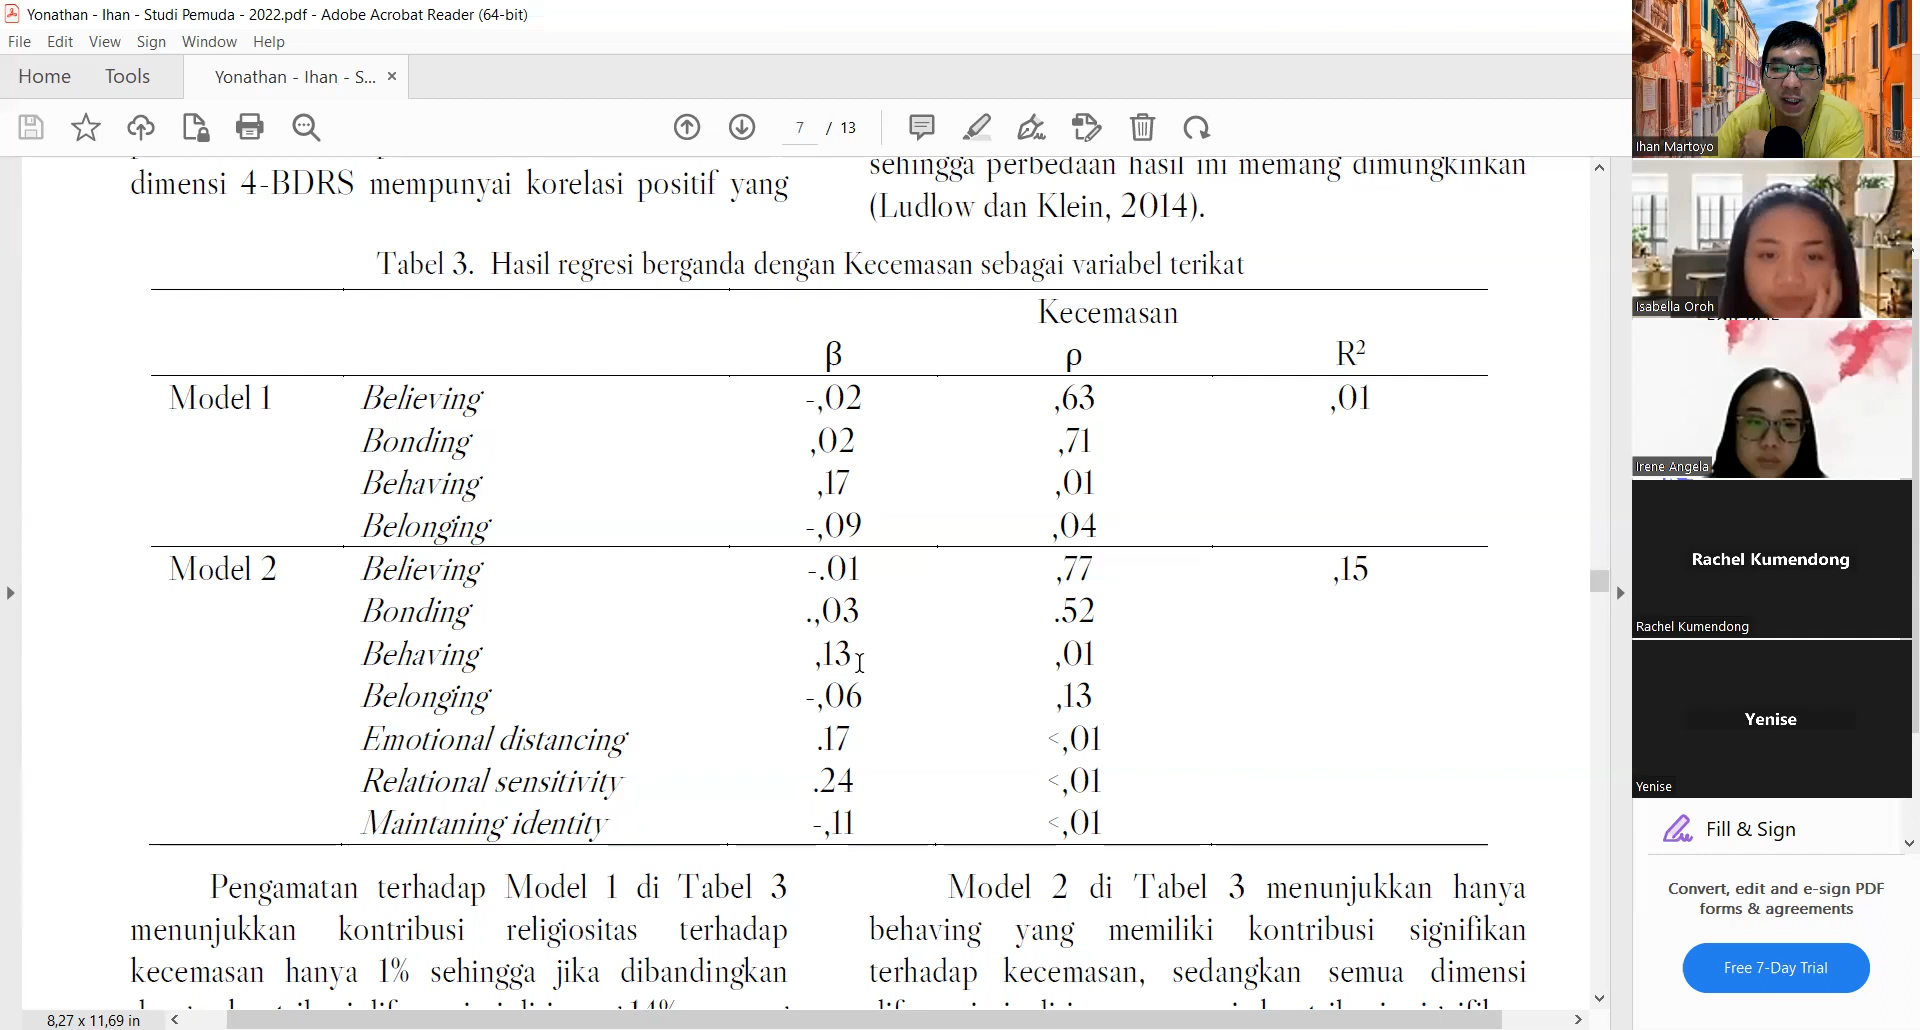 Yonathan - Ihan - Studi Pemuda - 2022.pdf - Adobe Acrobat Reader (64-bit)
File Edit View Sign Window Help
Home Tools Yonathan - Ihan - S... ×
7 / 13
dimensi 4-BDRS mempunyai korelasi positif yang
sehingga perbedaan hasil ini memang dimungkinkan
(Ludlow dan Klein, 2014).
Tabel 3. Hasil regresi berganda dengan Kecemasan sebagai variabel terikat
Kecemasan
β ρ R²
Model 1 Believing -,02 ,63 ,01
Bonding ,02 ,71
Behaving ,17 ,01
Belonging -,09 ,04
Model 2 Believing -.01 ,77 ,15
Bonding .,03 .52
Behaving ,13 ,01
Belonging -,06 ,13
Emotional distancing .17 <,01
Relational sensitivity .24 <,01
Maintaning identity -,11 <,01
Pengamatan terhadap Model 1 di Tabel 3
menunjukkan kontribusi religiositas terhadap
kecemasan hanya 1% sehingga jika dibandingkan
Model 2 di Tabel 3 menunjukkan hanya
behaving yang memiliki kontribusi signifikan
terhadap kecemasan, sedangkan semua dimensi
8,27 x 11,69 in
Ihan Martoyo
Isabella Oroh
Irene Angela
Rachel Kumendong
Rachel Kumendong
Yenise
Yenise
Fill & Sign
Convert, edit and e-sign PDF
forms & agreements
Free 7-Day Trial